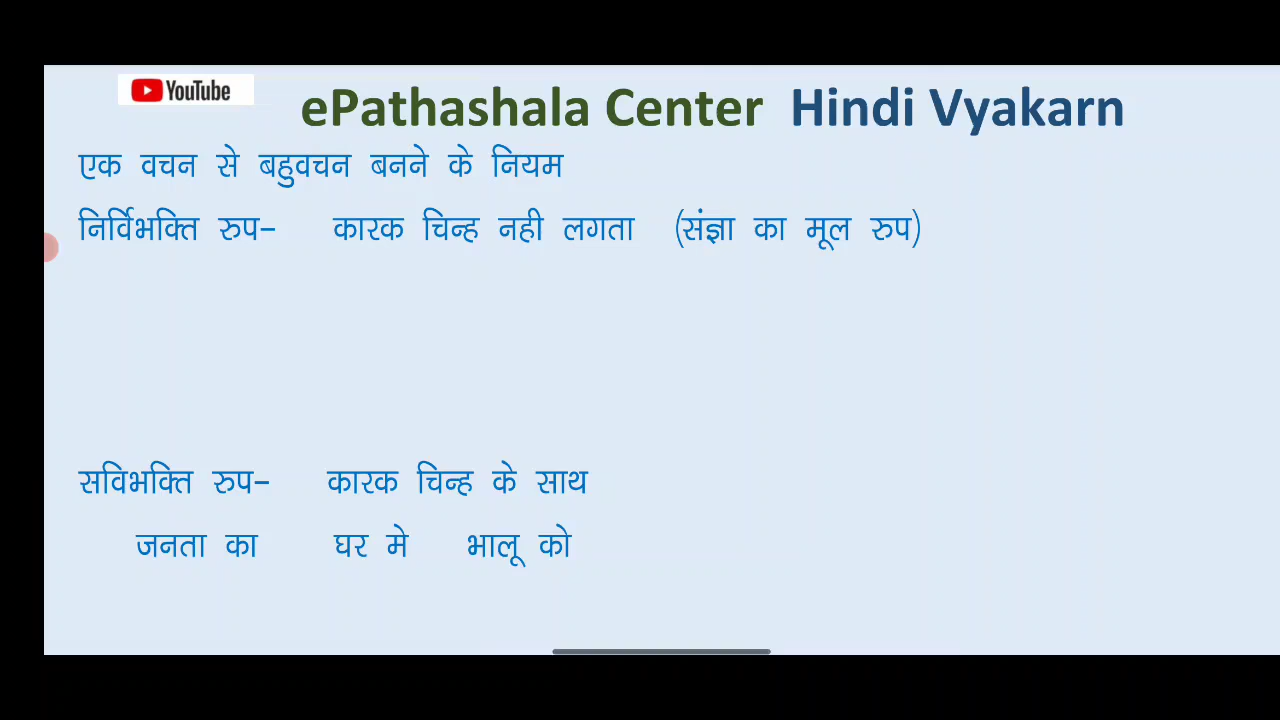 YouTube
ePathashala Center Hindi Vyakarn
एक वचन से बहुवचन बनने के नियम
निर्विभक्ति रुप- कारक चिन्ह नही लगता (संज्ञा का मूल रुप)
सविभक्ति रुप- कारक चिन्ह के साथ
जनता का घर मे भालू को